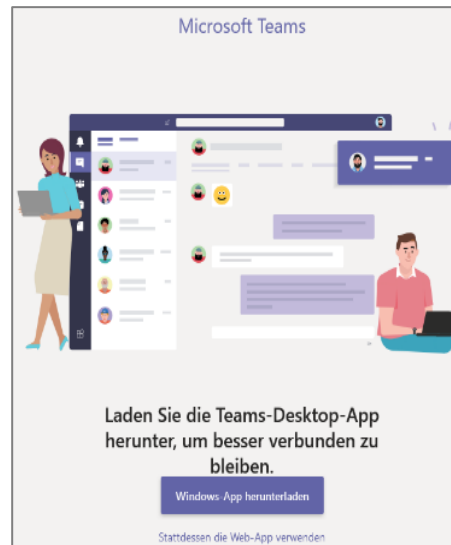 Microsoft Teams
Laden Sie die Teams-Desktop-App
herunter, um besser verbunden zu
bleiben.
Windows-App herunterladen
Stattdessen die Web-App verwenden